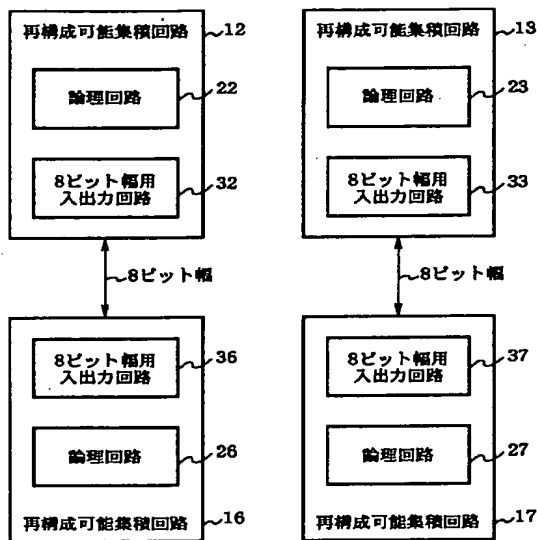 再構成可能集積回路 12
論理回路 22
8ビット幅用
入出力回路 32
8ビット幅
8ビット幅用
入出力回路 36
論理回路 26
再構成可能集積回路 16
再構成可能集積回路 13
論理回路 23
8ビット幅用
入出力回路 33
8ビット幅
8ビット幅用
入出力回路 37
論理回路 27
再構成可能集積回路 17